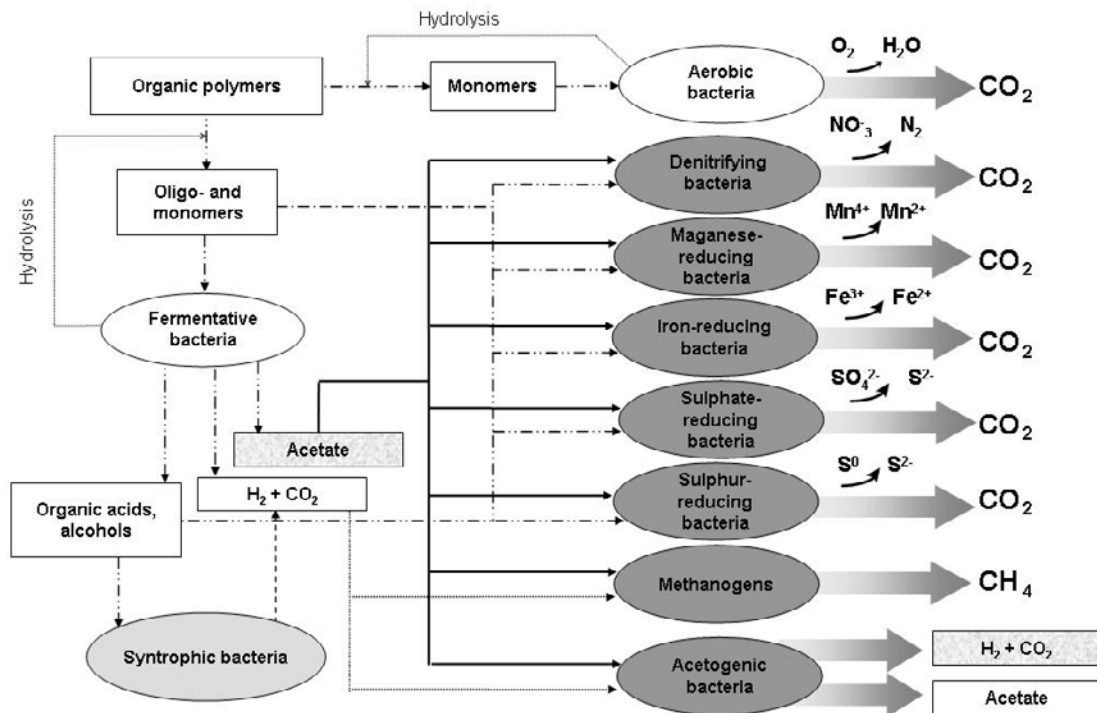 Hydrolysis
Organic polymers
Monomers
Aerobic
bacteria
O₂ H₂O
CO₂
Hydrolysis
Oligo- and
monomers
Denitrifying
bacteria
NO⁻₃ N₂
CO₂
Maganese-
reducing
bacteria
Mn⁴⁺ Mn²⁺
CO₂
Fermentative
bacteria
Iron-reducing
bacteria
Fe³⁺ Fe²⁺
CO₂
Acetate
Sulphate-
reducing
bacteria
SO₄²⁻ S²⁻
CO₂
Organic acids,
alcohols
H₂ + CO₂
Sulphur-
reducing
bacteria
S⁰ S²⁻
CO₂
Methanogens
CH₄
Syntrophic bacteria
Acetogenic
bacteria
H₂ + CO₂
Acetate